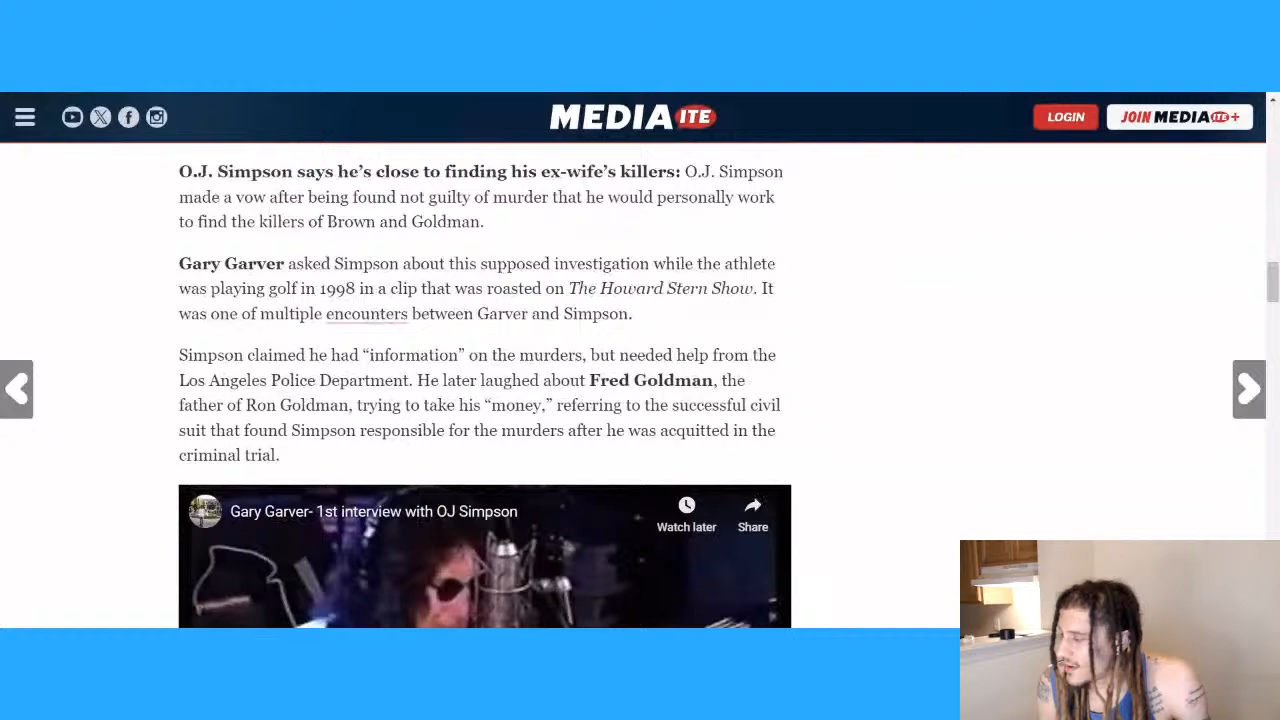 MEDIAITE
LOGIN
JOIN MEDIAITE+
O.J. Simpson says he’s close to finding his ex-wife’s killers: O.J. Simpson
made a vow after being found not guilty of murder that he would personally work
to find the killers of Brown and Goldman.
Gary Garver asked Simpson about this supposed investigation while the athlete
was playing golf in 1998 in a clip that was roasted on The Howard Stern Show. It
was one of multiple encounters between Garver and Simpson.
Simpson claimed he had “information” on the murders, but needed help from the
Los Angeles Police Department. He later laughed about Fred Goldman, the
father of Ron Goldman, trying to take his “money,” referring to the successful civil
suit that found Simpson responsible for the murders after he was acquitted in the
criminal trial.
Gary Garver- 1st interview with OJ Simpson
Watch later
Share